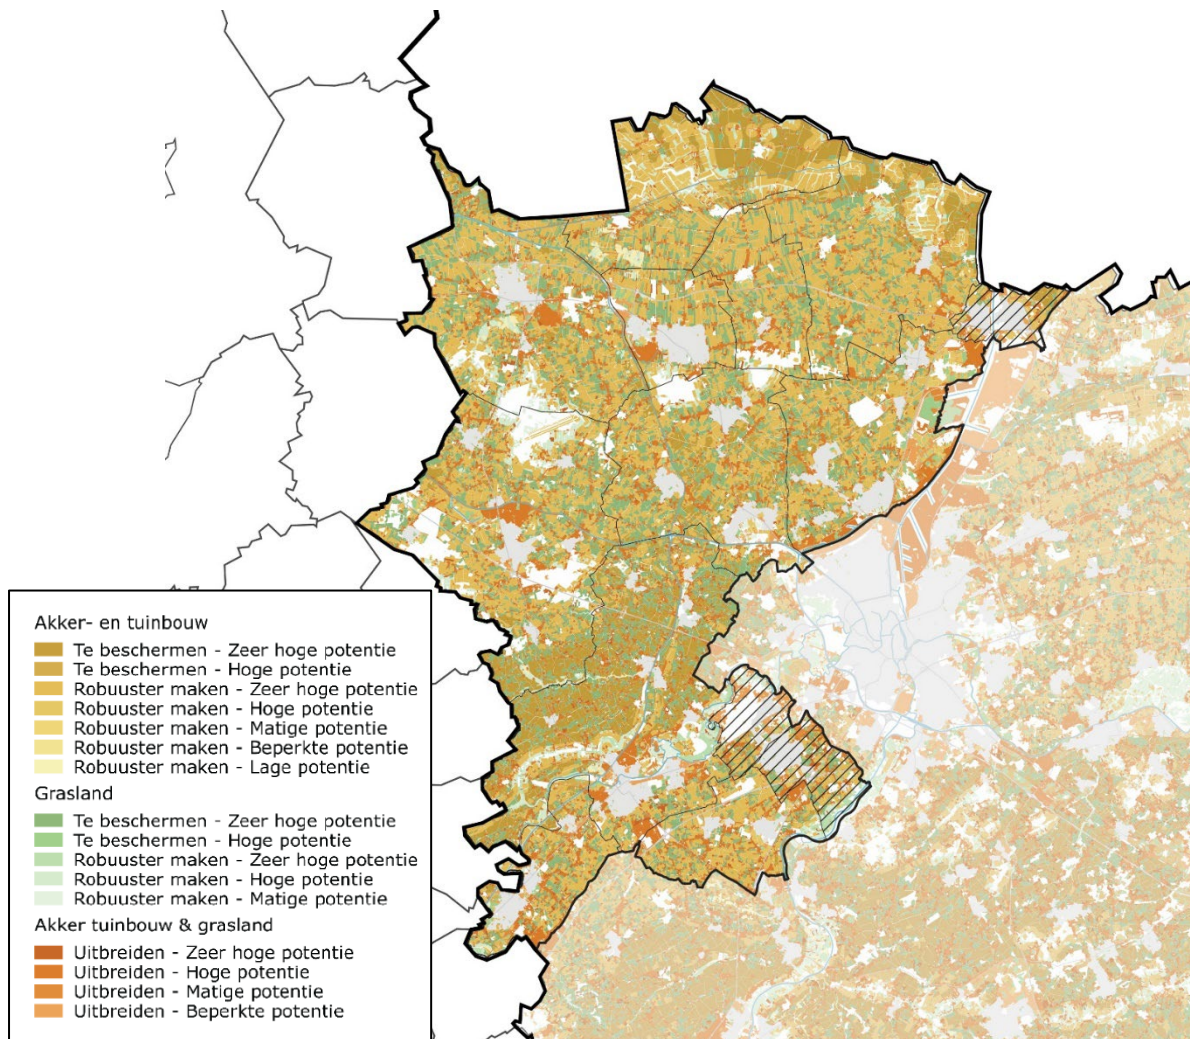 Akker- en tuinbouw
Te beschermen - Zeer hoge potentie
Te beschermen - Hoge potentie
Robuuster maken - Zeer hoge potentie
Robuuster maken - Hoge potentie
Robuuster maken - Matige potentie
Robuuster maken - Beperkte potentie
Robuuster maken - Lage potentie
Grasland
Te beschermen - Zeer hoge potentie
Te beschermen - Hoge potentie
Robuuster maken - Zeer hoge potentie
Robuuster maken - Hoge potentie
Robuuster maken - Matige potentie
Akker tuinbouw & grasland
Uitbreiden - Zeer hoge potentie
Uitbreiden - Hoge potentie
Uitbreiden - Matige potentie
Uitbreiden - Beperkte potentie